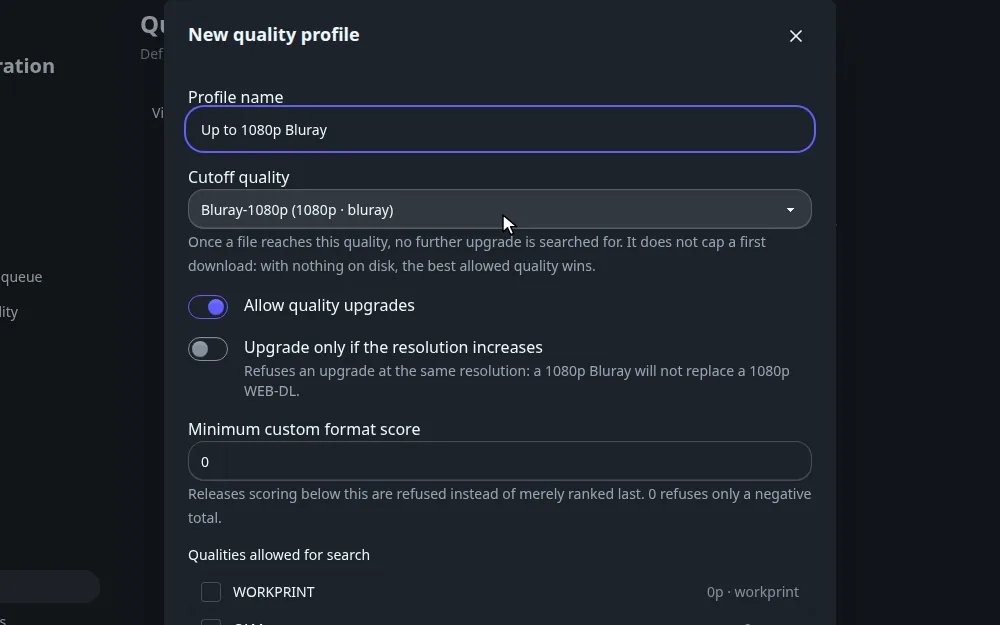 New quality profile
Qu
Def
ration
Vi
Profile name
Up to 1080p Bluray
Cutoff quality
Bluray-1080p (1080p · bluray)
Once a file reaches this quality, no further upgrade is searched for. It does not cap a first
download: with nothing on disk, the best allowed quality wins.
queue
lity
Allow quality upgrades
Upgrade only if the resolution increases
Refuses an upgrade at the same resolution: a 1080p Bluray will not replace a 1080p
WEB-DL.
Minimum custom format score
0
Releases scoring below this are refused instead of merely ranked last. 0 refuses only a negative
total.
Qualities allowed for search
WORKPRINT 0p · workprint